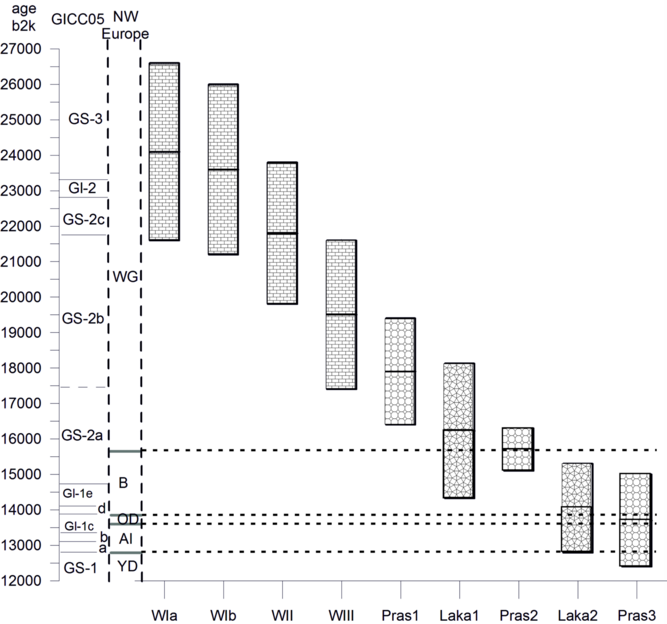 age
b2k
GICC05
NW
Europe
27000
26000
25000
GS-3
24000
23000
GI-2
22000
GS-2c
21000
WG
20000
GS-2b
19000
18000
17000
GS-2a
16000
15000
B
GI-1e
14000
d
OD
GI-1c
b
Al
13000
a
GS-1
YD
12000
WIa
WIb
WII
WIII
Pras1
Laka1
Pras2
Laka2
Pras3